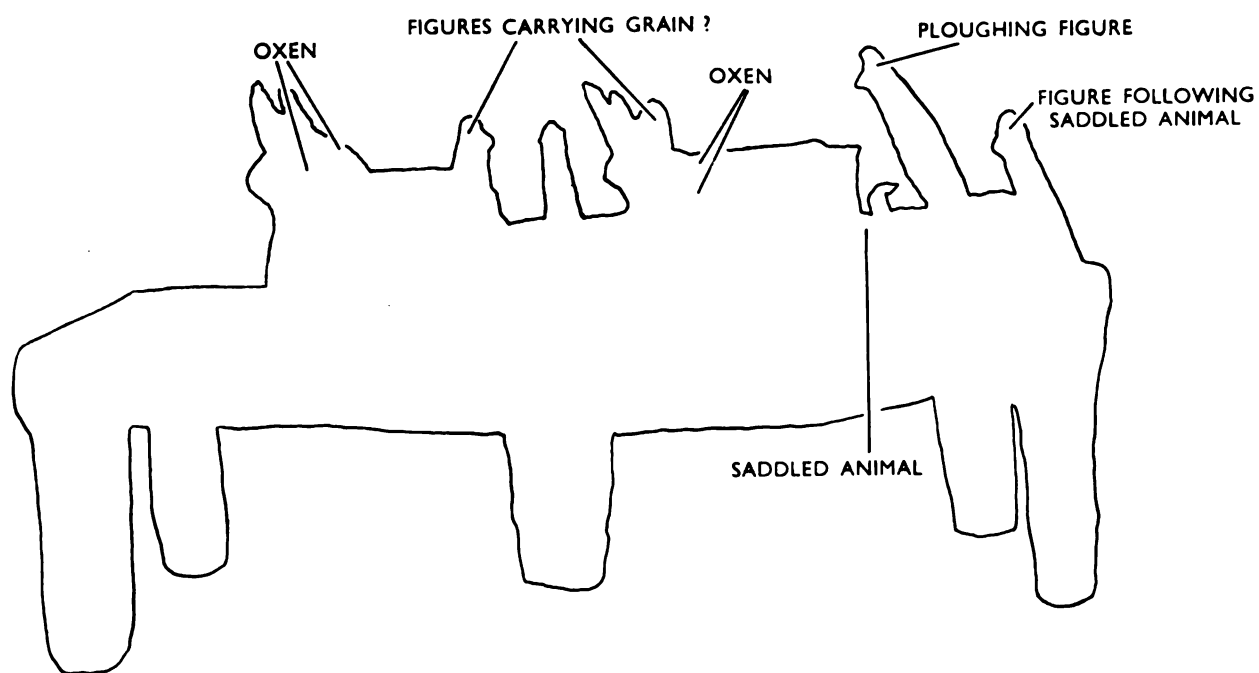 FIGURES CARRYING GRAIN ?
PLOUGHING FIGURE
OXEN
OXEN
FIGURE FOLLOWING
SADDLED ANIMAL
SADDLED ANIMAL